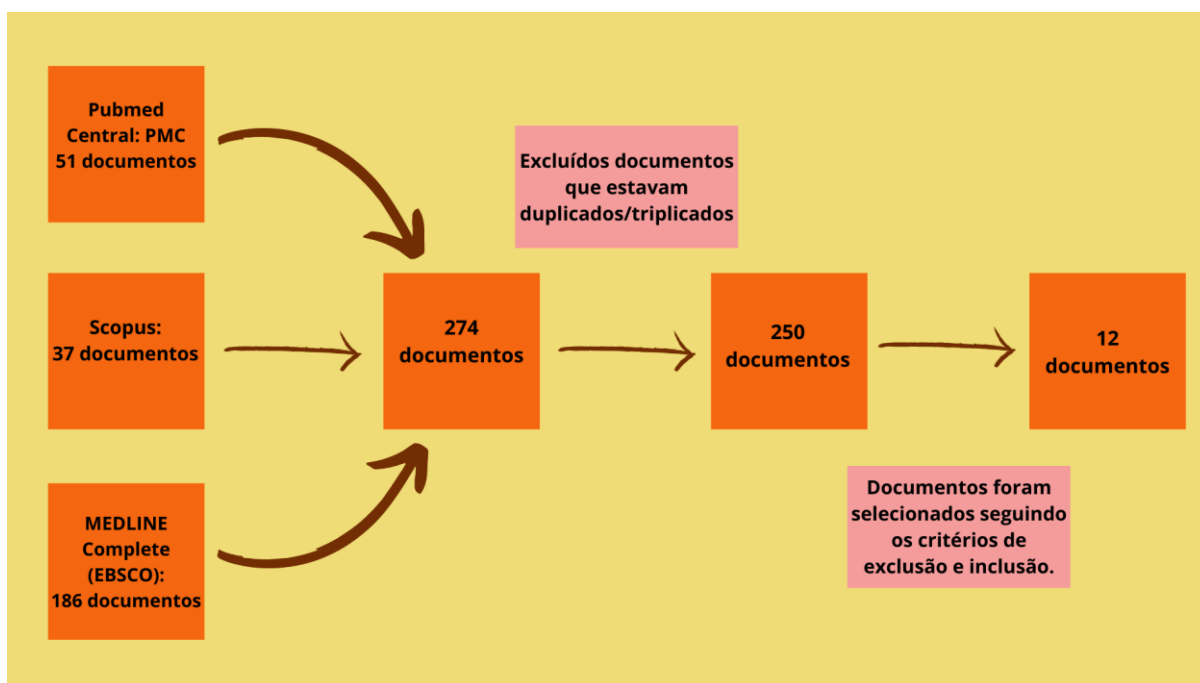 Pubmed
Central: PMC
51 documentos
Excluídos documentos
que estavam
duplicados/triplicados
Scopus:
37 documentos
274
documentos
250
documentos
12
documentos
MEDLINE
Complete
(EBSCO):
186 documentos
Documentos foram
selecionados seguindo
os critérios de
exclusão e inclusão.